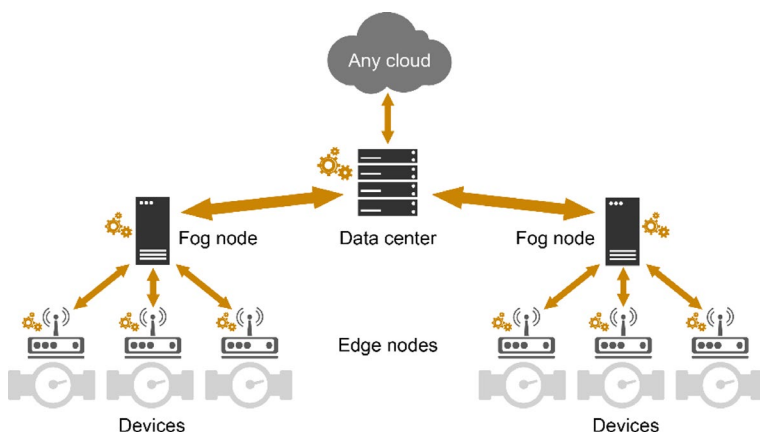 Any cloud
Fog node
Data center
Fog node
Edge nodes
Devices
Devices